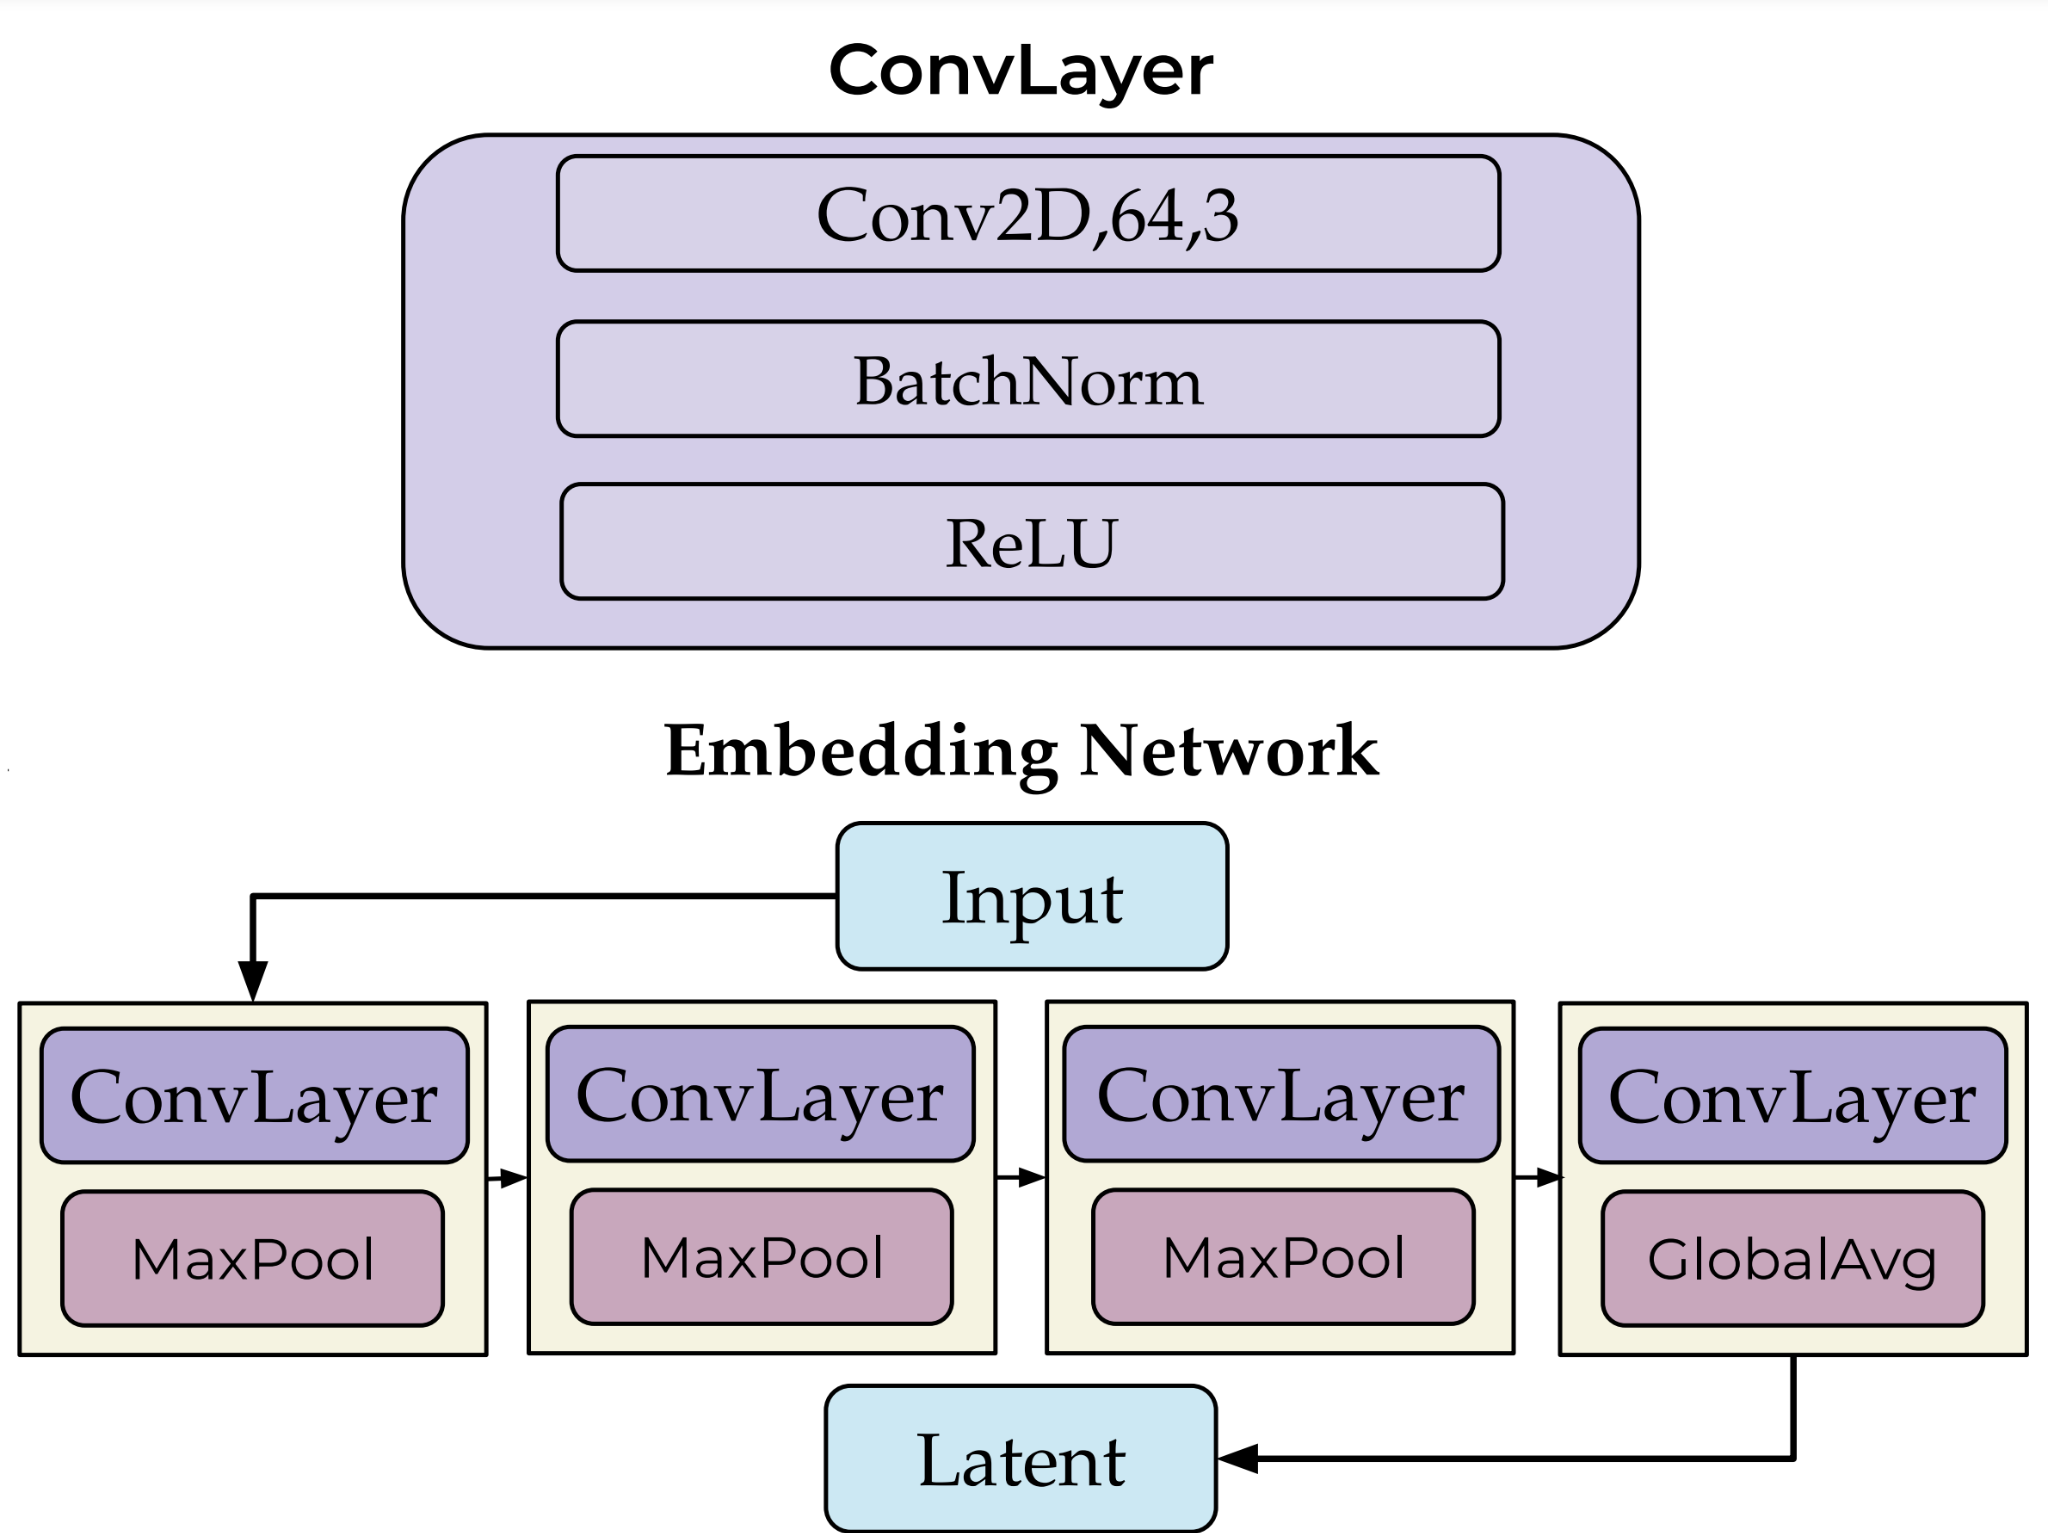 ConvLayer
Conv2D,64,3
BatchNorm
ReLU
Embedding Network
Input
ConvLayer
ConvLayer
ConvLayer
ConvLayer
MaxPool
MaxPool
MaxPool
GlobalAvg
Latent